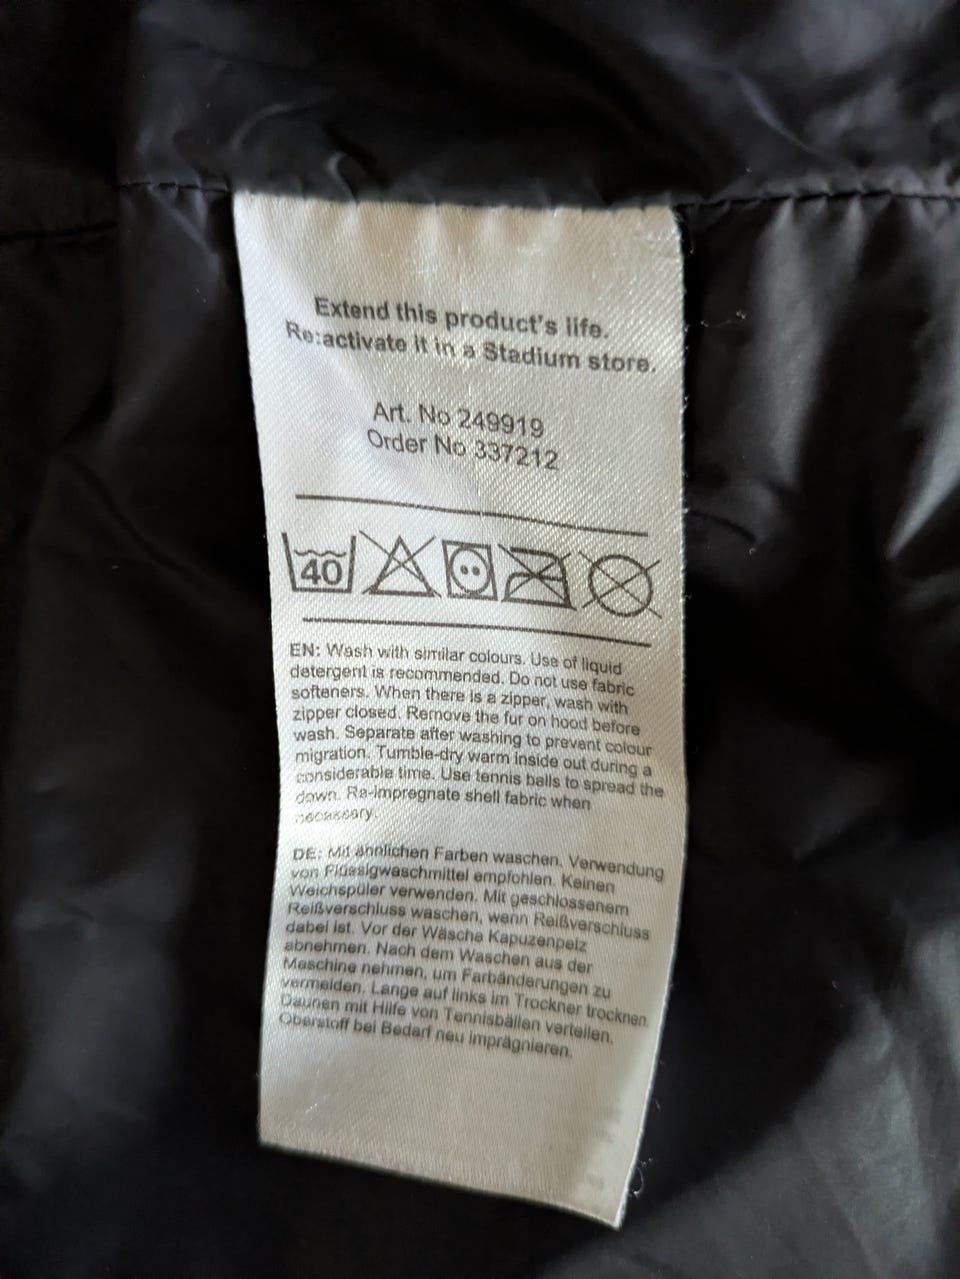 Extend this product's life.
Re:activate it in a Stadium store.
Art. No 249919
Order No 337212
40
EN: Wash with similar colours. Use of liquid
detergent is recommended. Do not use fabric
softeners. When there is a zipper, wash with
zipper closed. Remove the fur on hood before
wash. Separate after washing to prevent colour
migration. Tumble-dry warm inside out during a
considerable time. Use tennis balls to spread the
down. Re-impregnate shell fabric when
necessary.
DE: Mit ähnlichen Farben waschen. Verwendung
von Flüssigwaschmittel empfohlen. Keinen
Weichspüler verwenden. Mit geschlossenem
Reißverschluss waschen, wenn Reißverschluss
dabei ist. Vor der Wäsche Kapuzenpelz
abnehmen. Nach dem Waschen aus der
Maschine nehmen, um Farbänderungen zu
vermeiden. Lange auf links im Trockner trocknen.
Daunen mit Hilfe von Tennisbällen verteilen.
Oberstoff bei Bedarf neu imprägnieren.